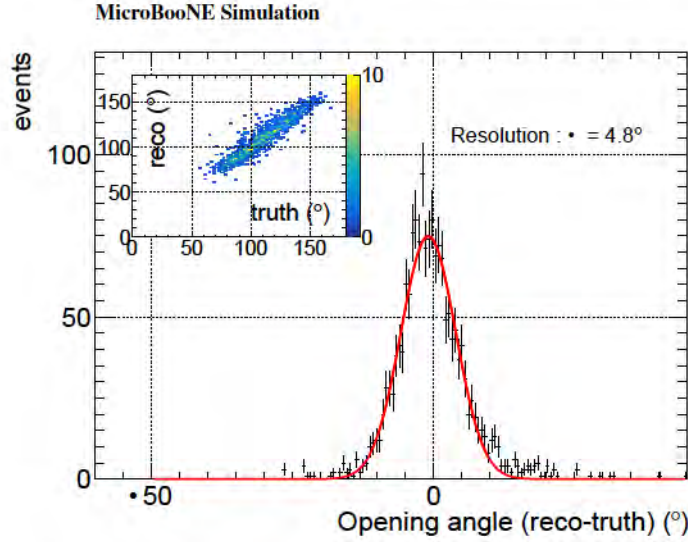 MicroBooNE Simulation
events
100
50
0
Resolution : • = 4.8°
reco (°)
150
100
50
0
truth (°)
0 50 100 150
10
0
•50 0
Opening angle (reco-truth) (°)